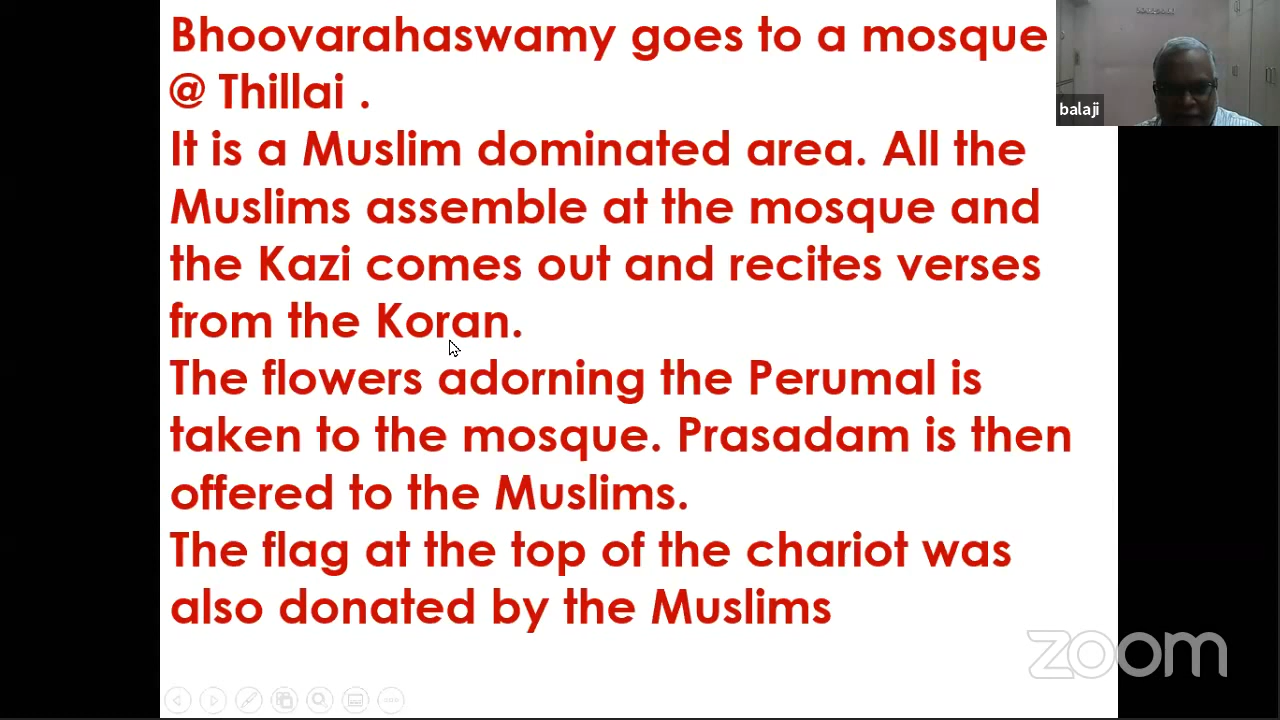 Bhoovarahaswamy goes to a mosque
@ Thillai .
It is a Muslim dominated area. All the
Muslims assemble at the mosque and
the Kazi comes out and recites verses
from the Koran.
The flowers adorning the Perumal is
taken to the mosque. Prasadam is then
offered to the Muslims.
The flag at the top of the chariot was
also donated by the Muslims
balaji
zoom